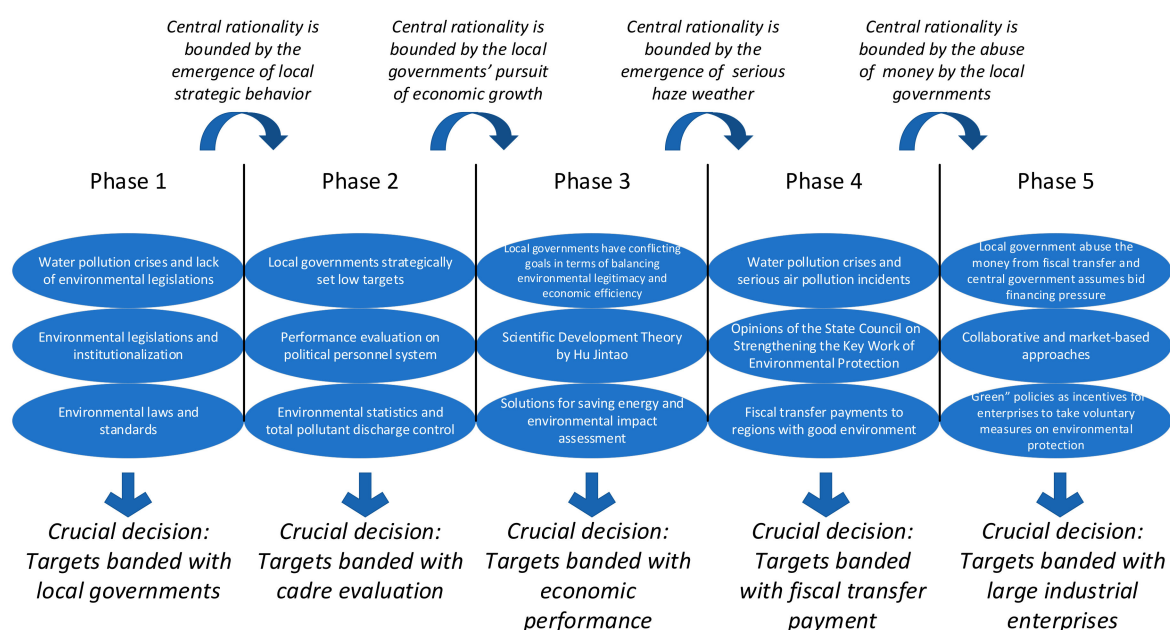 Central rationality is
bounded by the
emergence of local
strategic behavior
Central rationality is
bounded by the local
governments' pursuit
of economic growth
Central rationality is
bounded by the
emergence of serious
haze weather
Central rationality is
bounded by the abuse
of money by the local
governments
Phase 1
Phase 2
Phase 3
Phase 4
Phase 5
Water pollution crises and lack
of environmental legislations
Local governments strategically
set low targets
Local governments have conflicting
goals in terms of balancing
environmental legitimacy and
economic efficiency
Water pollution crises and
serious air pollution incidents
Local government abuse the
money from fiscal transfer and
central government assumes bid
financing pressure
Environmental legislations and
institutionalization
Performance evaluation on
political personnel system
Scientific Development Theory
by Hu Jintao
Opinions of the State Council on
Strengthening the Key Work of
Environmental Protection
Collaborative and market-based
approaches
Environmental laws and
standards
Environmental statistics and
total pollutant discharge control
Solutions for saving energy and
environmental impact
assessment
Fiscal transfer payments to
regions with good environment
Green" policies as incentives for
enterprises to take voluntary
measures on environmental
protection
Crucial decision:
Targets banded with
local governments
Crucial decision:
Targets banded with
cadre evaluation
Crucial decision:
Targets banded with
economic
performance
Crucial decision:
Targets banded
with fiscal transfer
payment
Crucial decision:
Targets banded with
large industrial
enterprises